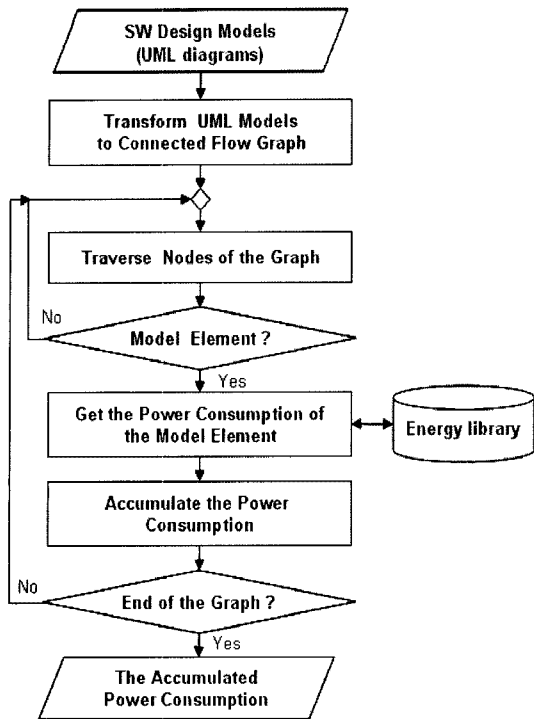 SW Design Models
(UML diagrams)
Transform UML Models
to Connected Flow Graph
Traverse Nodes of the Graph
No
Model Element ?
Yes
Get the Power Consumption of
the Model Element
Energy library
Accumulate the Power
Consumption
No
End of the Graph ?
Yes
The Accumulated
Power Consumption